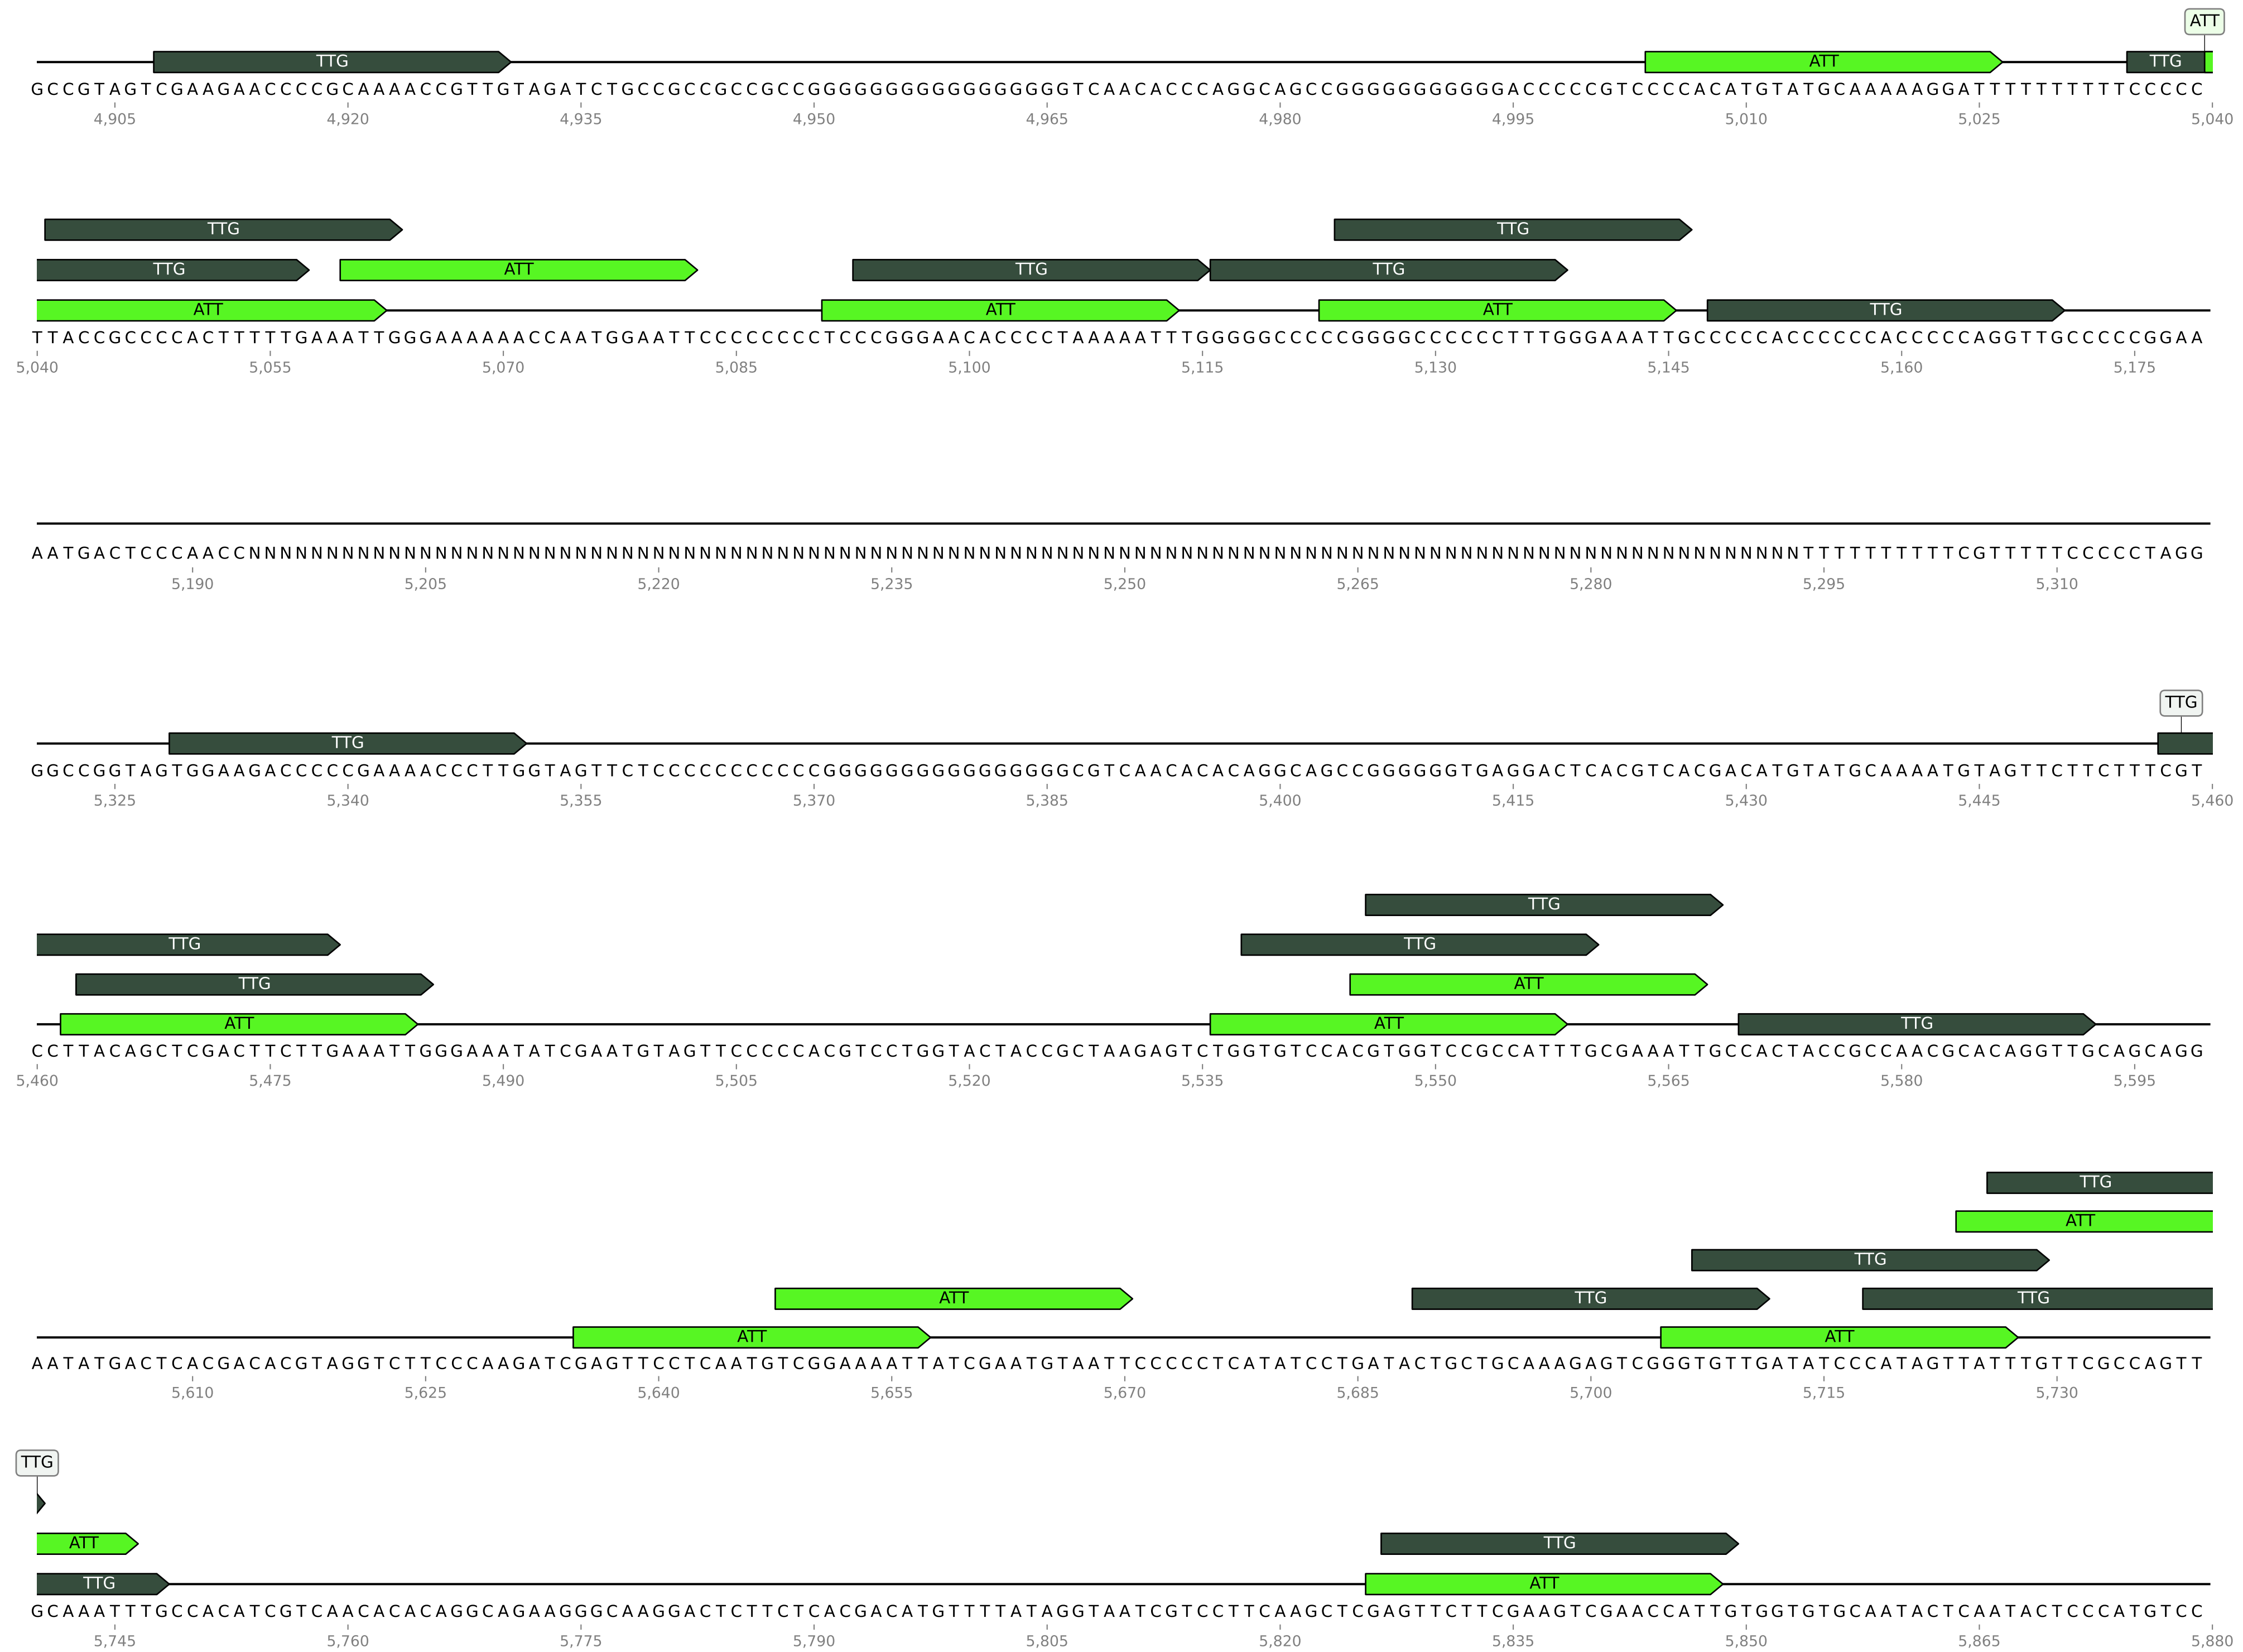 ATT
TTG ATT TTG
GCCGTAGTCGAAGAACCCCGCAAAACCGTTGTAGATCTGCCGCCGCCGCCGGGGGGGGGGGGGGGGGTCAACACCCAGGCAGCCGGGGGGGGGGGACCCCCGTCCCCACATGTATGCAAAAAGGATTTTTTTTTTCCCCC
4,905 4,920 4,935 4,950 4,965 4,980 4,995 5,010 5,025 5,040
TTG TTG
TTG ATT TTG TTG
ATT ATT ATT TTG
TTACCGCCCCACTTTTTGAAATTGGGAAAAAACCAATGGAATTCCCCCCCCTCCCGGGAACACCCCTAAAAATTTGGGGGCCCCCGGGGCCCCCCTTTGGGAAATTGCCCCCACCCCCCACCCCCAGGTTGCCCCCGGAA
5,040 5,055 5,070 5,085 5,100 5,115 5,130 5,145 5,160 5,175
AATGACTCCCAACCNNNNNNNNNNNNNNNNNNNNNNNNNNNNNNNNNNNNNNNNNNNNNNNNNNNNNNNNNNNNNNNNNNNNNNNNNNNNNNNNNNNNNNNNNNNNNNNNNNNNTTTTTTTTTTCGTTTTTCCCCCTAGG
5,190 5,205 5,220 5,235 5,250 5,265 5,280 5,295 5,310
TTG
TTG
GGCCGGTAGTGGAAGACCCCCGAAAACCCTTGGTAGTTCTCCCCCCCCCCCGGGGGGGGGGGGGGGGCGTCAACACACAGGCAGCCGGGGGGTGAGGACTCACGTCACGACATGTATGCAAAATGTAGTTCTTCTTTCGT
5,325 5,340 5,355 5,370 5,385 5,400 5,415 5,430 5,445 5,460
TTG
TTG TTG
TTG ATT
ATT ATT TTG
CCTTACAGCTCGACTTCTTGAAATTGGGAAATATCGAATGTAGTTCCCCCACGTCCTGGTACTACCGCTAAGAGTCTGGTGTCCACGTGGTCCGCCATTTGCGAAATTGCCACTACCGCCAACGCACAGGTTGCAGCAGG
5,460 5,475 5,490 5,505 5,520 5,535 5,550 5,565 5,580 5,595
TTG
ATT
TTG
ATT TTG TTG
ATT ATT
AATATGACTCACGACACGTAGGTCTTCCCAAGATCGAGTTCCTCAATGTCGGAAAATTATCGAATGTAATTCCCCCTCATATCCTGATACTGCTGCAAAGAGTCGGGTGTTGATATCCCATAGTTATTTGTTCGCCAGTT
5,610 5,625 5,640 5,655 5,670 5,685 5,700 5,715 5,730
TTG
ATT TTG
TTG ATT
GCAAATTTGCCACATCGTCAACACACAGGCAGAAGGGCAAGGACTCTTCTCACGACATGTTTTATAGGTAATCGTCCTTCAAGCTCGAGTTCTTCGAAGTCGAACCATTGTGGTGTGCAATACTCAATACTCCCATGTCC
5,745 5,760 5,775 5,790 5,805 5,820 5,835 5,850 5,865 5,880